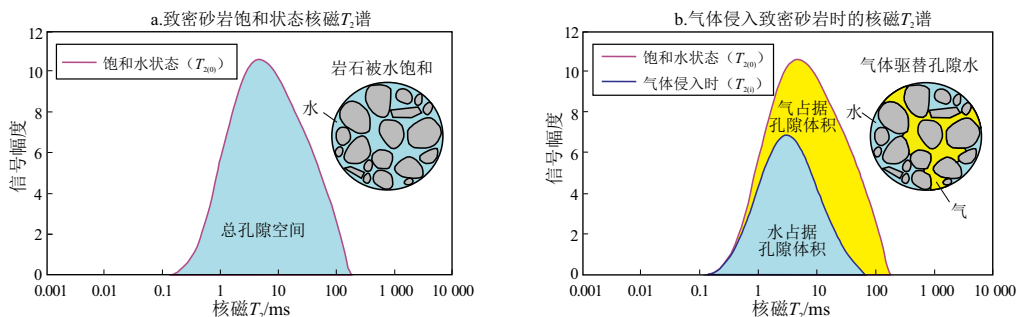 a.致密砂岩饱和状态核磁T₂谱
12
10
8
6
4
2
0
信号幅度
饱和水状态（T₂₍₀₎）
岩石被水饱和
水
总孔隙空间
0.001 0.01 0.1 1 10 100 1 000 10 000
核磁T₂/ms
b.气体侵入致密砂岩时的核磁T₂谱
12
10
8
6
4
2
0
信号幅度
饱和水状态（T₂₍₀₎）
气体侵入时（T₂₍ᵢ₎）
气体驱替孔隙水
水
气
气占据
孔隙体积
水占据
孔隙体积
0.001 0.01 0.1 1 10 100 1 000 10 000
核磁T₂/ms